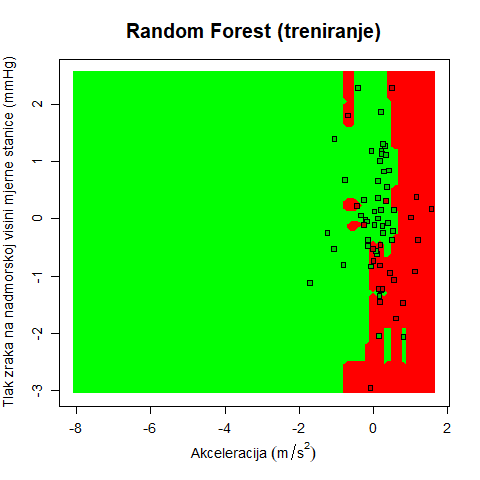 Random Forest (treniranje)
Tlak zraka na nadmorskoj visini mjerne stanice (mmHg)
2
1
0
-1
-2
-3
-8 -6 -4 -2 0 2
Akceleracija (m/s²)